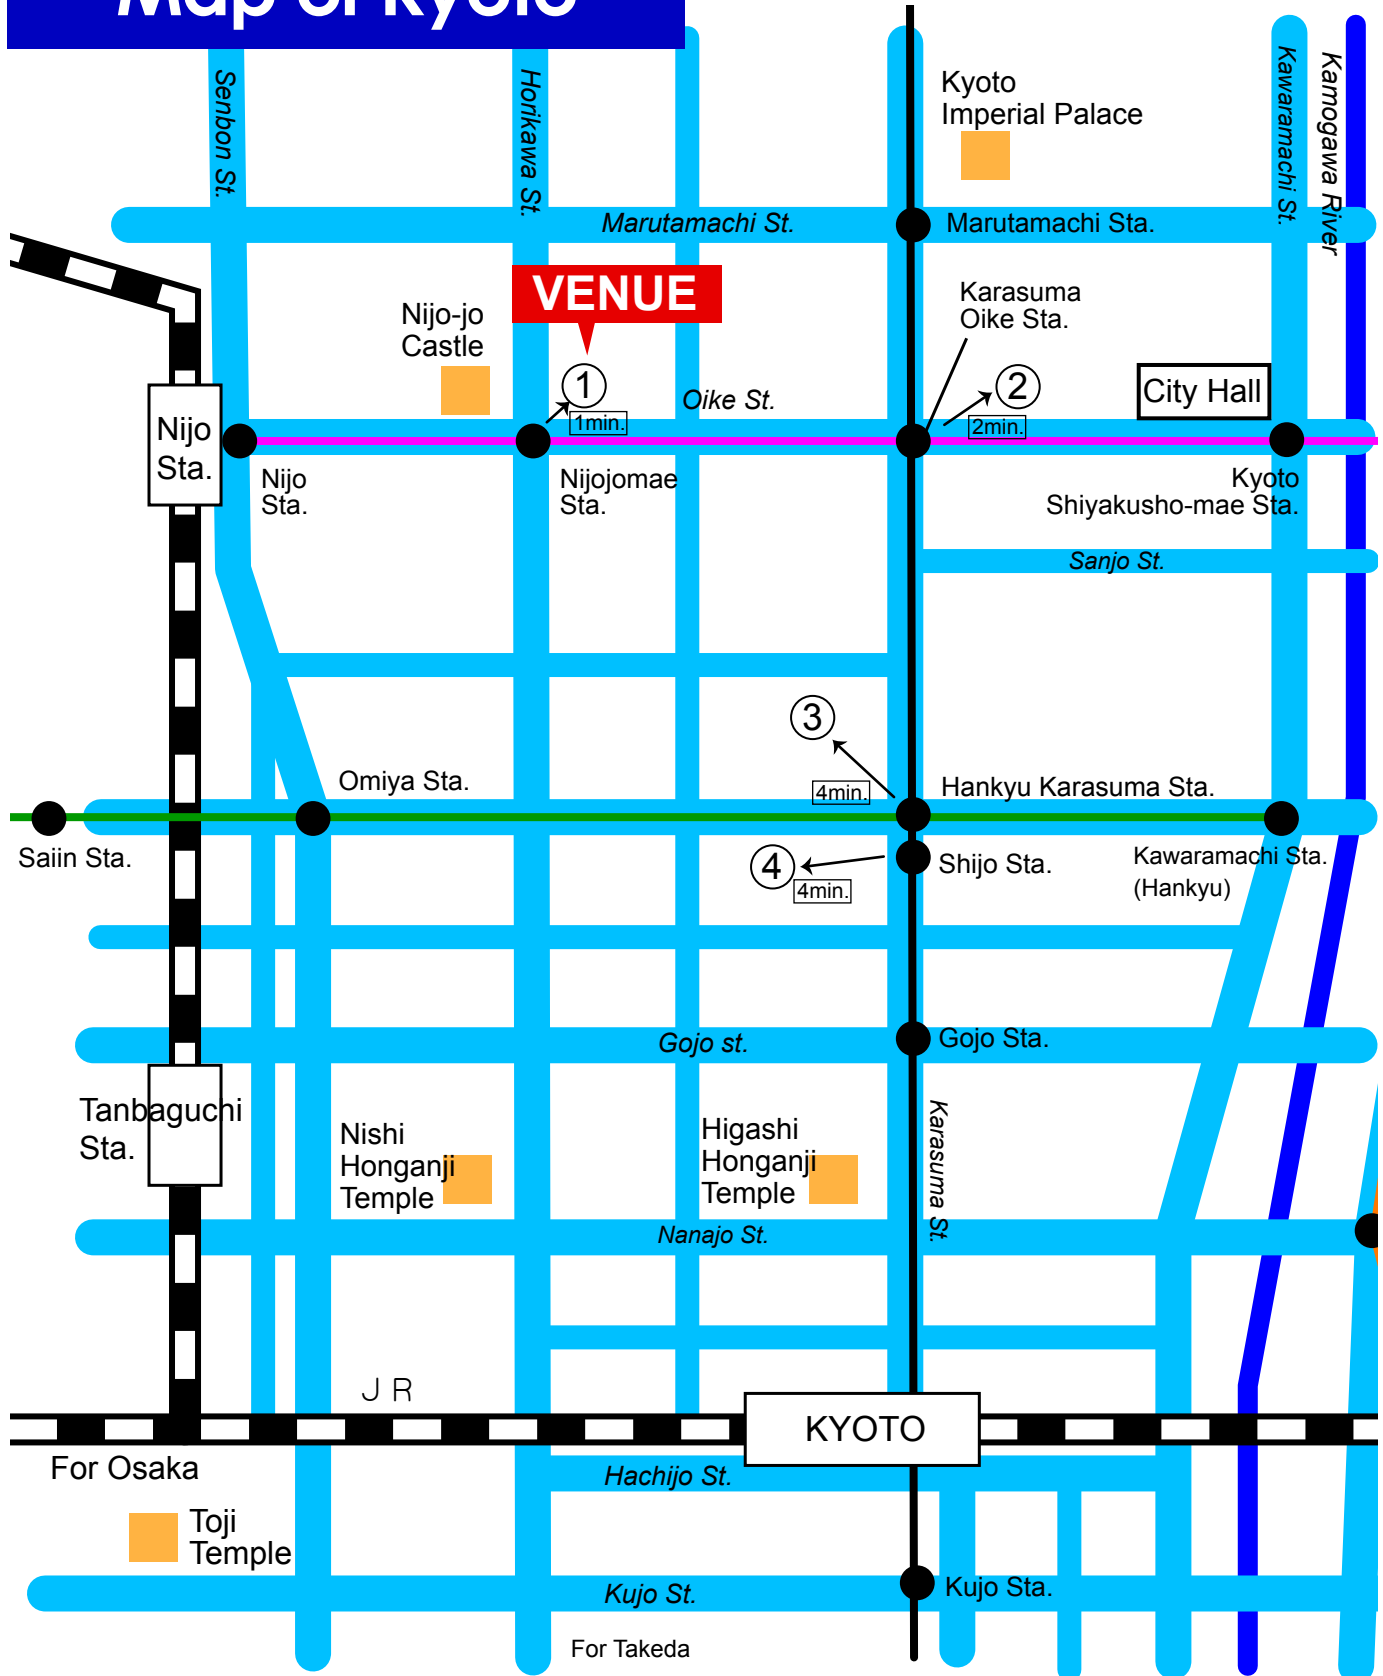 Map of Kyoto
Senbon St.
Horikawa St.
Kyoto
Imperial Palace
Kawaramachi St.
Kamogawa River
Marutamachi St.
Marutamachi Sta.
VENUE
Nijo-jo
Castle
Karasuma
Oike Sta.
1
1min.
Oike St.
2
2min.
City Hall
Nijo
Sta.
Nijo
Sta.
Nijojomae
Sta.
Kyoto
Shiyakusho-mae Sta.
Sanjo St.
3
4min.
Omiya Sta.
Hankyu Karasuma Sta.
Saiin Sta.
4
4min.
Shijo Sta.
Kawaramachi Sta.
(Hankyu)
Gojo st.
Gojo Sta.
Tanbaguchi
Sta.
Nishi
Honganji
Temple
Higashi
Honganji
Temple
Karasuma St.
Nanajo St.
J R
KYOTO
For Osaka
Hachijo St.
Toji
Temple
Kujo St.
Kujo Sta.
For Takeda